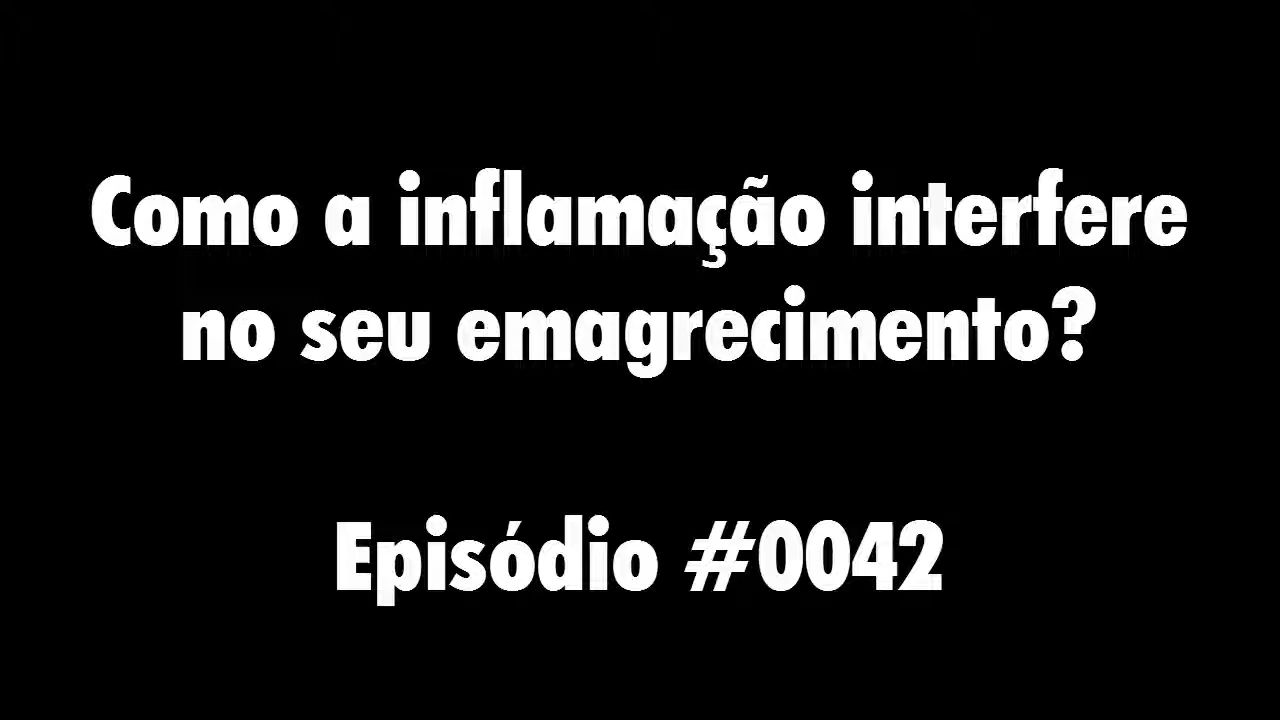 Como a inflamação interfere
no seu emagrecimento?
Episódio #0042